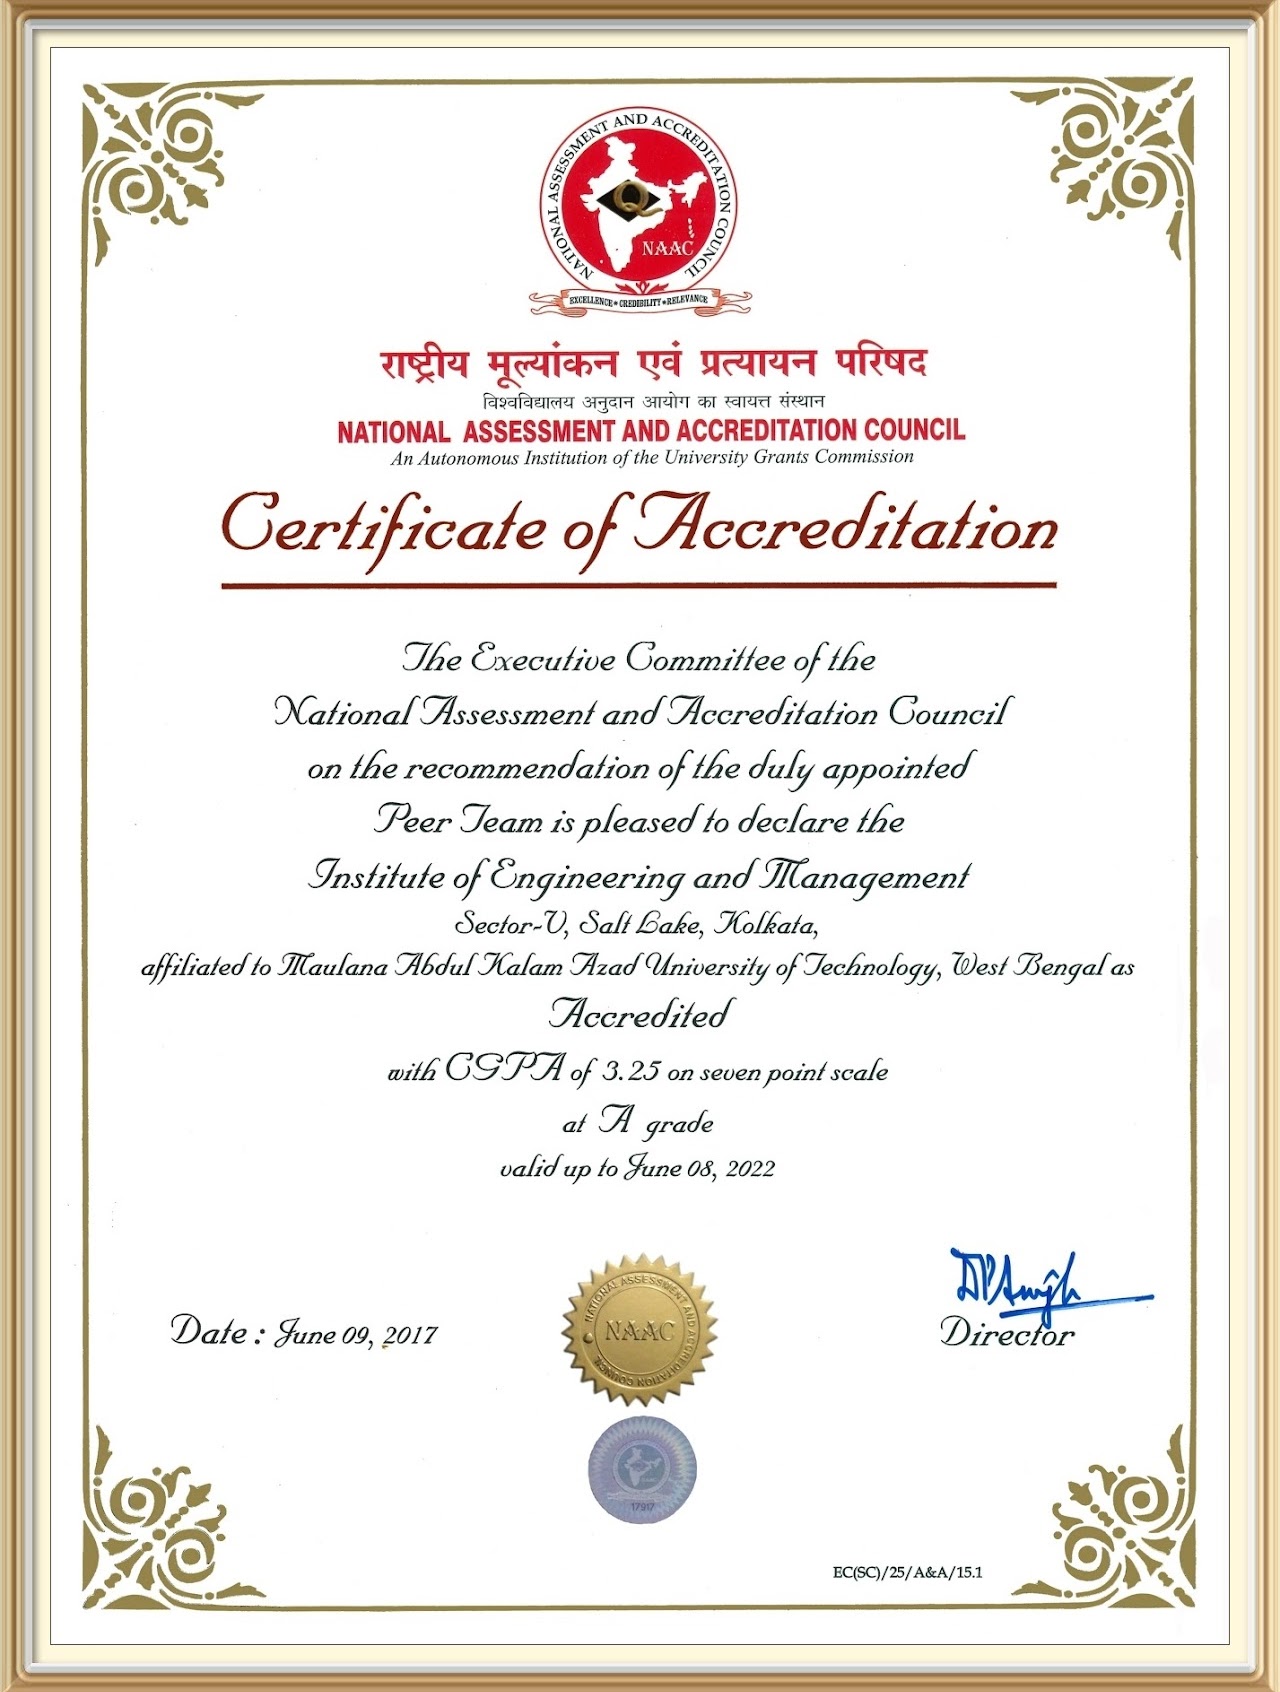 NATIONAL ASSESSMENT AND ACCREDITATION COUNCIL
Q
NAAC
EXCELLENCE★CREDIBILITY★RELEVANCE
राष्ट्रीय मूल्यांकन एवं प्रत्यायन परिषद
विश्वविद्यालय अनुदान आयोग का स्वायत्त संस्थान
NATIONAL ASSESSMENT AND ACCREDITATION COUNCIL
An Autonomous Institution of the University Grants Commission
Certificate of Accreditation
The Executive Committee of the
National Assessment and Accreditation Council
on the recommendation of the duly appointed
Peer Team is pleased to declare the
Institute of Engineering and Management
Sector-V, Salt Lake, Kolkata,
affiliated to Maulana Abdul Kalam Azad University of Technology, West Bengal as
Accredited
with CGPA of 3.25 on seven point scale
at A grade
valid up to June 08, 2022
Date : June 09, 2017
NATIONAL ASSESSMENT AND ACCREDITATION COUNCIL
NAAC
Director
17917
EC(SC)/25/A&A/15.1